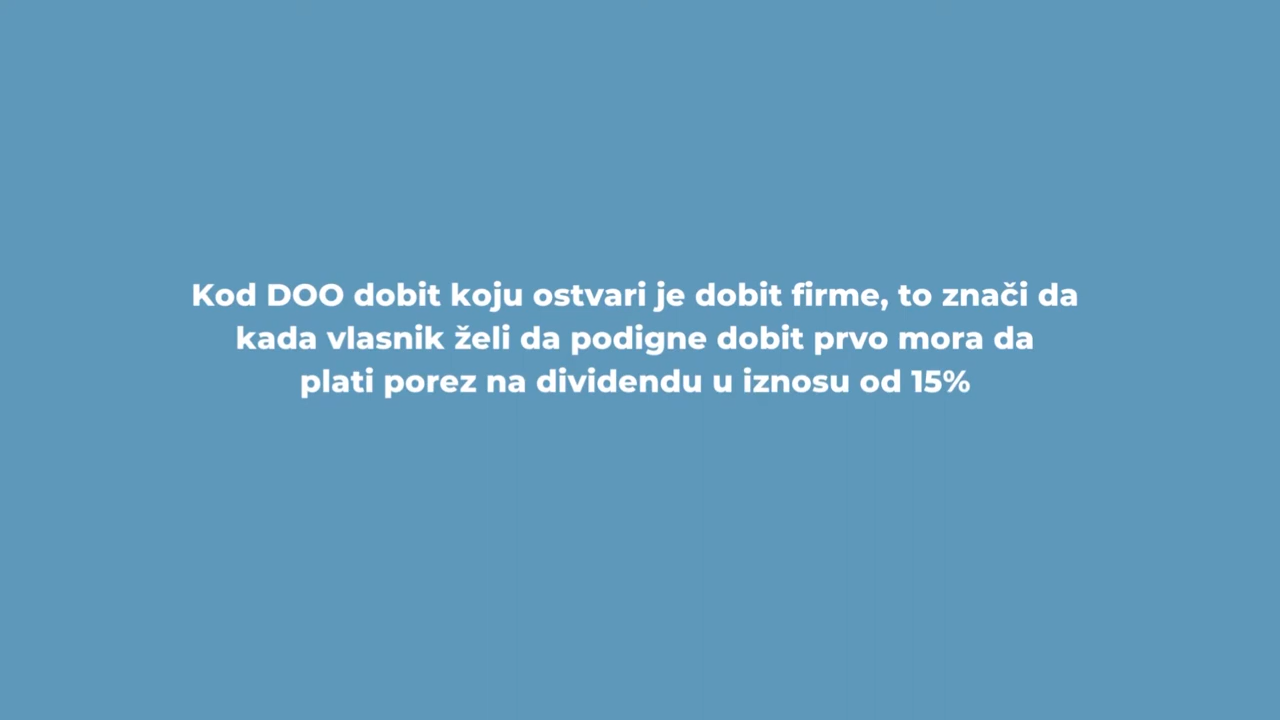 Kod DOO dobit koju ostvari je dobit firme, to znači da
kada vlasnik želi da podigne dobit prvo mora da
plati porez na dividendu u iznosu od 15%